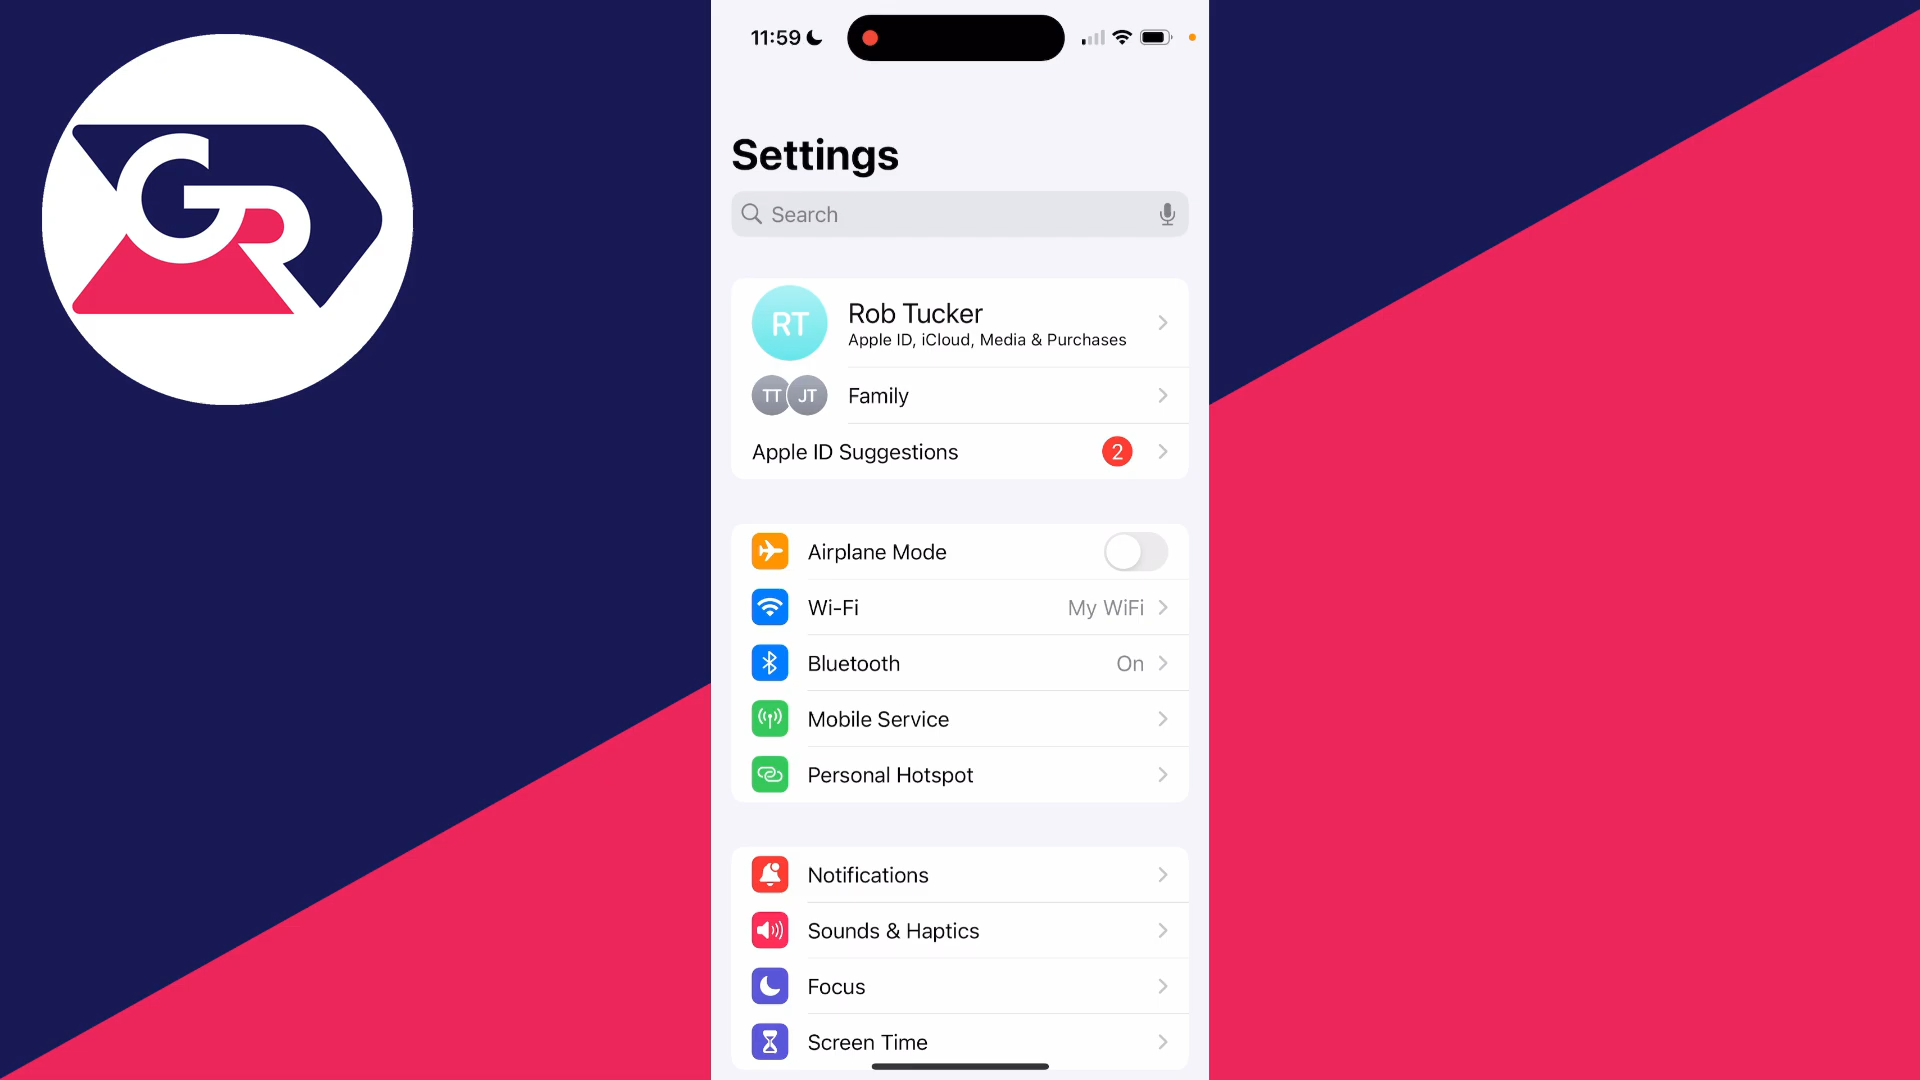 GR
11:59
Settings
Search
RT
Rob Tucker
Apple ID, iCloud, Media & Purchases
TT JT Family
Apple ID Suggestions 2
Airplane Mode
Wi-Fi My WiFi
Bluetooth On
Mobile Service
Personal Hotspot
Notifications
Sounds & Haptics
Focus
Screen Time